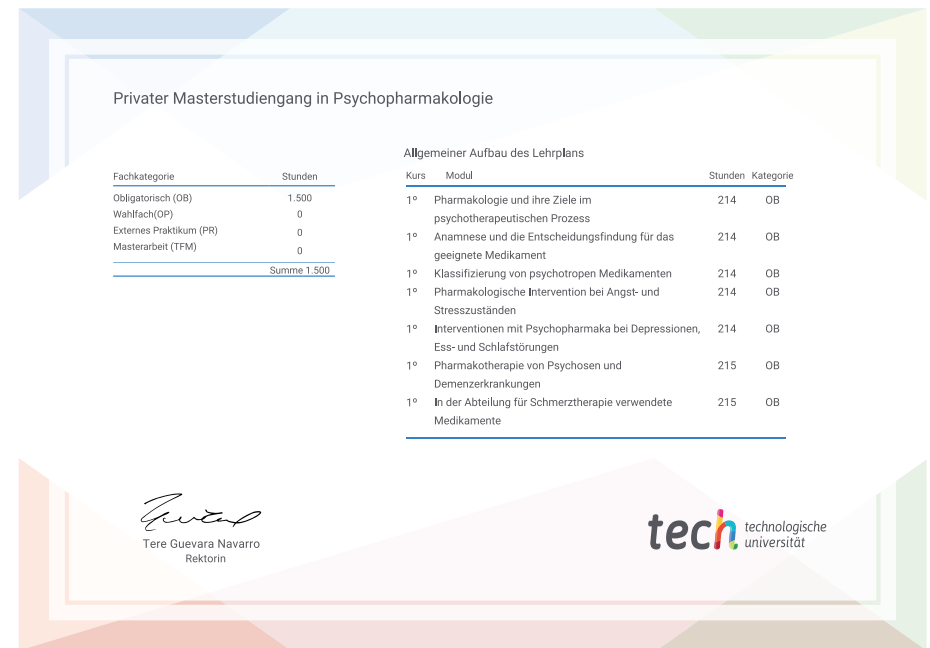 Privater Masterstudiengang in Psychopharmakologie
Fachkategorie Stunden
Obligatorisch (OB) 1.500
Wahlfach(OP) 0
Externes Praktikum (PR) 0
Masterarbeit (TFM) 0
Summe 1.500
Allgemeiner Aufbau des Lehrplans
Kurs Modul Stunden Kategorie
1º Pharmakologie und ihre Ziele im 214 OB
psychotherapeutischen Prozess
1º Anamnese und die Entscheidungsfindung für das 214 OB
geeignete Medikament
1º Klassifizierung von psychotropen Medikamenten 214 OB
1º Pharmakologische Intervention bei Angst- und 214 OB
Stresszuständen
1º Interventionen mit Psychopharmaka bei Depressionen, 214 OB
Ess- und Schlafstörungen
1º Pharmakotherapie von Psychosen und 215 OB
Demenzerkrankungen
1º In der Abteilung für Schmerztherapie verwendete 215 OB
Medikamente
Tere Guevara Navarro
Rektorin
tech technologische
universität